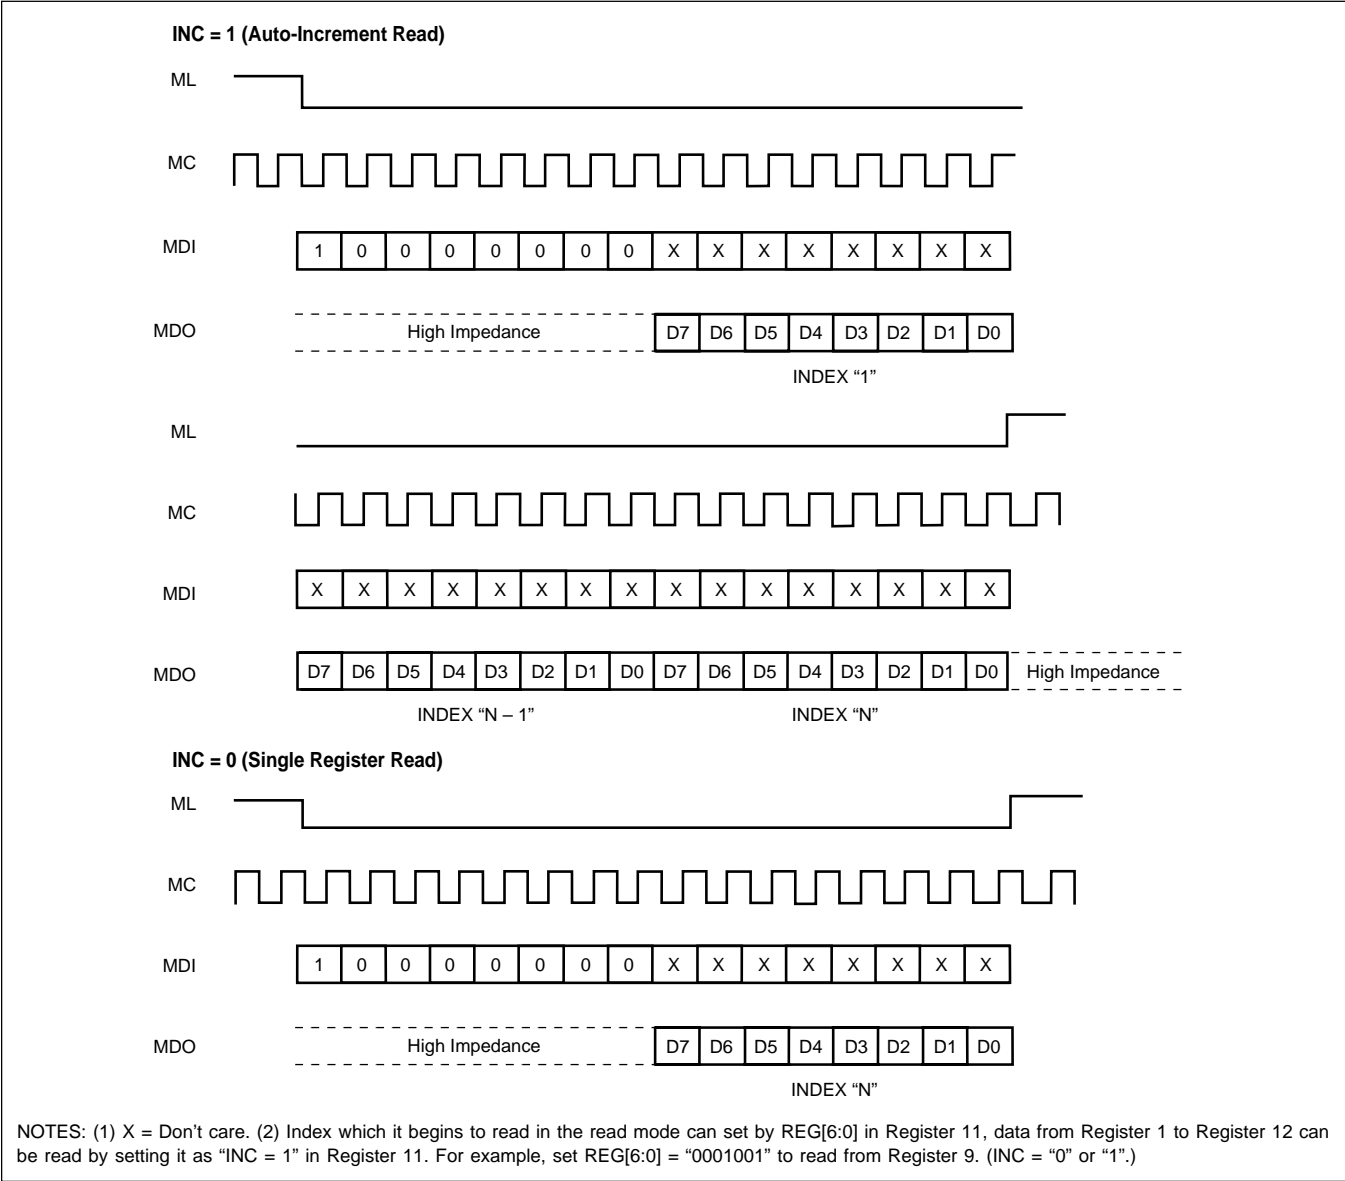 INC = 1 (Auto-Increment Read)
ML
MC
MDI 1 0 0 0 0 0 0 0 X X X X X X X X
MDO High Impedance D7 D6 D5 D4 D3 D2 D1 D0
INDEX “1”
ML
MC
MDI X X X X X X X X X X X X X X X X
MDO D7 D6 D5 D4 D3 D2 D1 D0 D7 D6 D5 D4 D3 D2 D1 D0 High Impedance
INDEX “N – 1” INDEX “N”
INC = 0 (Single Register Read)
ML
MC
MDI 1 0 0 0 0 0 0 0 X X X X X X X X
MDO High Impedance D7 D6 D5 D4 D3 D2 D1 D0
INDEX “N”
NOTES: (1) X = Don’t care. (2) Index which it begins to read in the read mode can set by REG[6:0] in Register 11, data from Register 1 to Register 12 can
be read by setting it as “INC = 1” in Register 11. For example, set REG[6:0] = “0001001” to read from Register 9. (INC = “0” or “1”.)